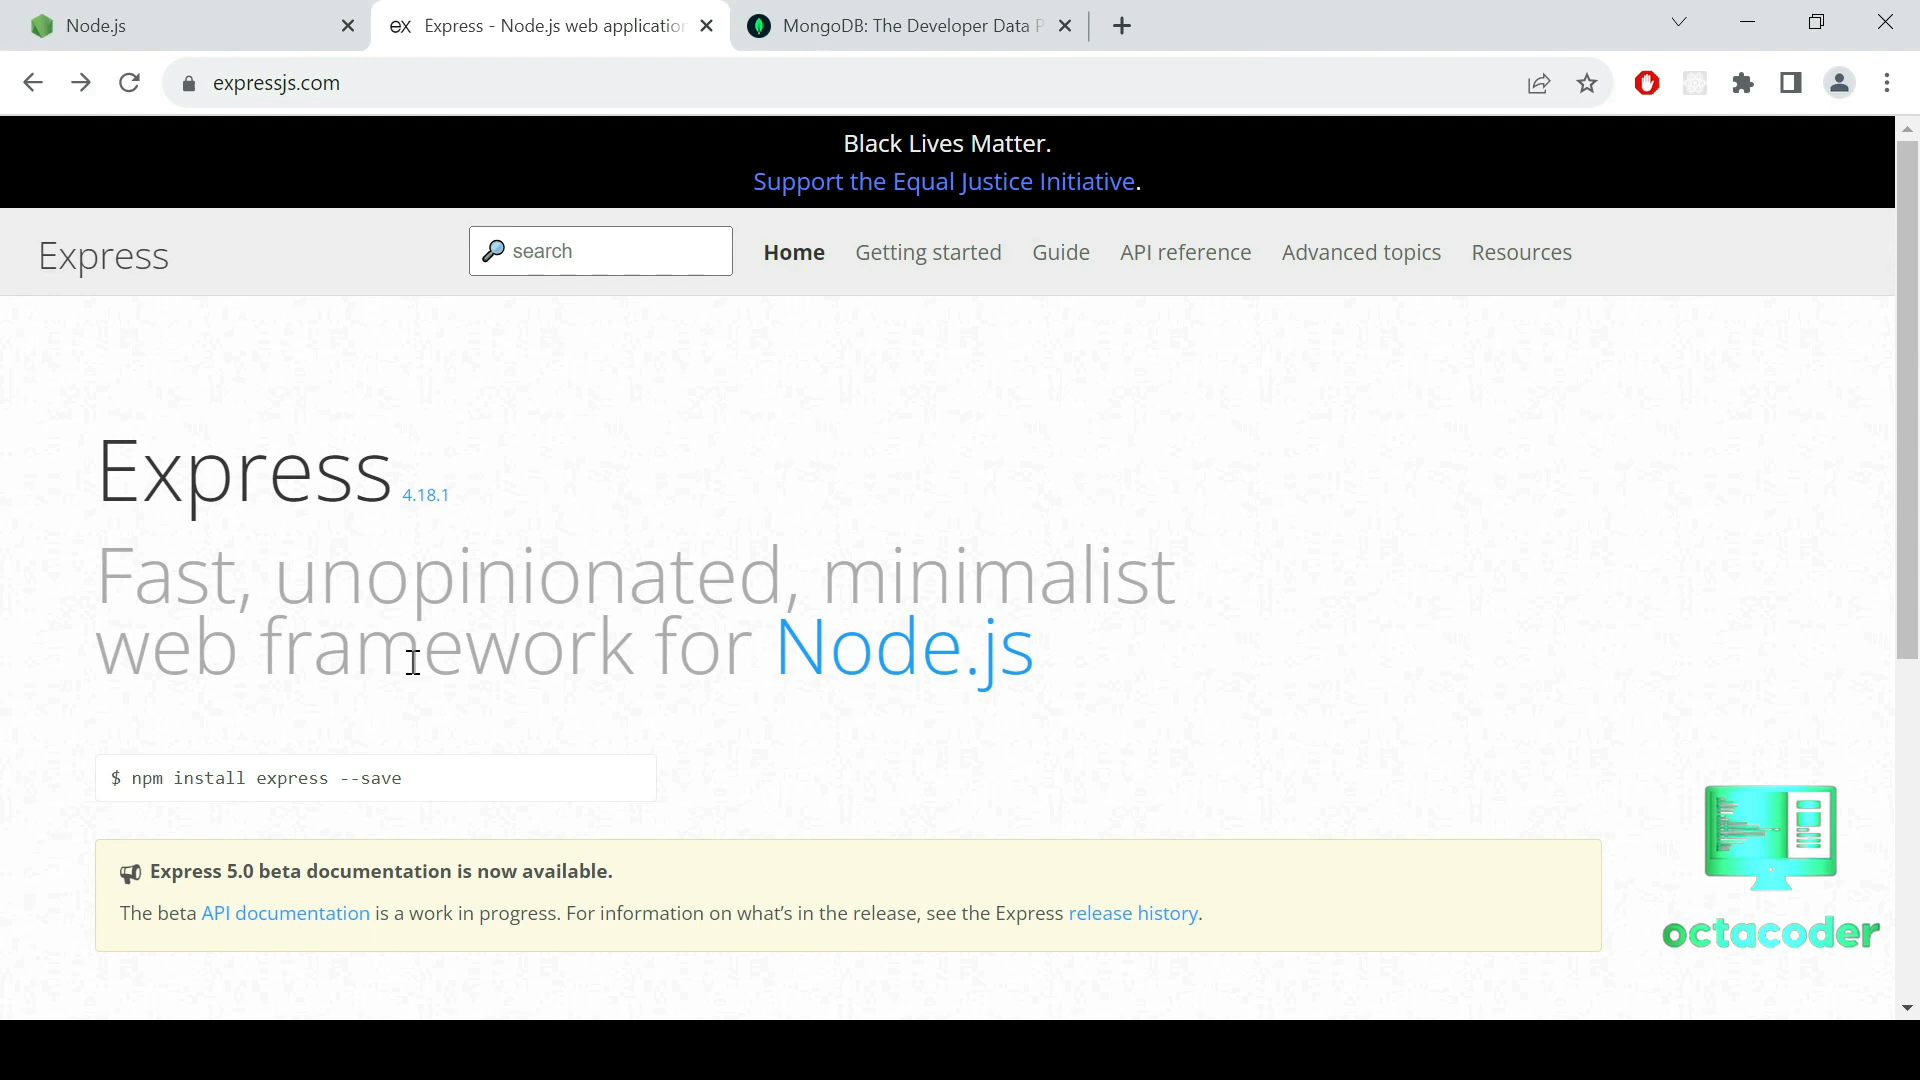 Node.js
ex Express - Node.js web application
MongoDB: The Developer Data P
expressjs.com
Black Lives Matter.
Support the Equal Justice Initiative.
Express
search
Home
Getting started
Guide
API reference
Advanced topics
Resources
Express 4.18.1
Fast, unopinionated, minimalist
web framework for Node.js
$ npm install express --save
Express 5.0 beta documentation is now available.
The beta API documentation is a work in progress. For information on what's in the release, see the Express release history.
octacoder